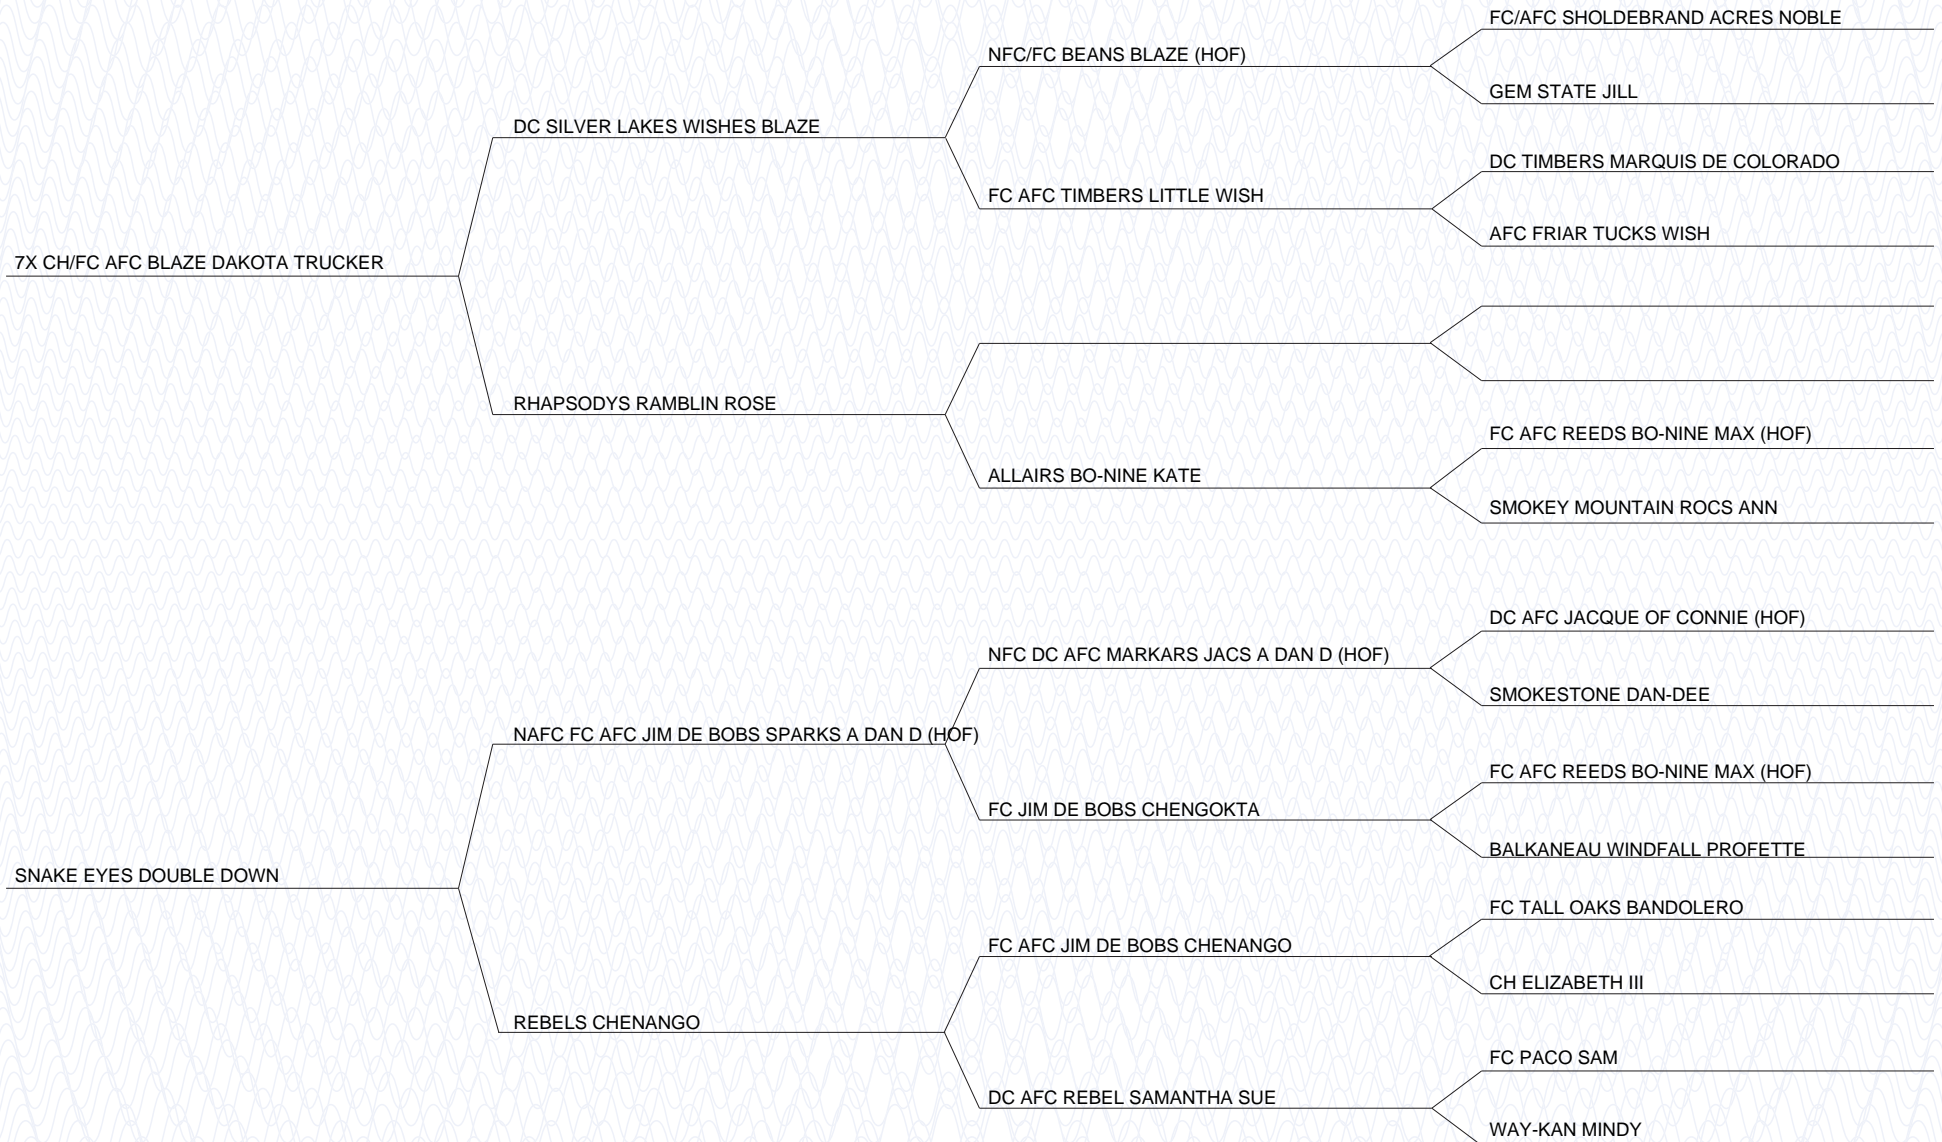 FC/AFC SHOLDEBRAND ACRES NOBLE
NFC/FC BEANS BLAZE (HOF)
GEM STATE JILL
DC SILVER LAKES WISHES BLAZE
DC TIMBERS MARQUIS DE COLORADO
FC AFC TIMBERS LITTLE WISH
AFC FRIAR TUCKS WISH
7X CH/FC AFC BLAZE DAKOTA TRUCKER
RHAPSODYS RAMBLIN ROSE
FC AFC REEDS BO-NINE MAX (HOF)
ALLAIRS BO-NINE KATE
SMOKEY MOUNTAIN ROCS ANN
DC AFC JACQUE OF CONNIE (HOF)
NFC DC AFC MARKARS JACS A DAN D (HOF)
SMOKESTONE DAN-DEE
NAFC FC AFC JIM DE BOBS SPARKS A DAN D (HOF)
FC AFC REEDS BO-NINE MAX (HOF)
FC JIM DE BOBS CHENGOKTA
BALKANEAU WINDFALL PROFETTE
SNAKE EYES DOUBLE DOWN
FC TALL OAKS BANDOLERO
FC AFC JIM DE BOBS CHENANGO
CH ELIZABETH III
REBELS CHENANGO
FC PACO SAM
DC AFC REBEL SAMANTHA SUE
WAY-KAN MINDY